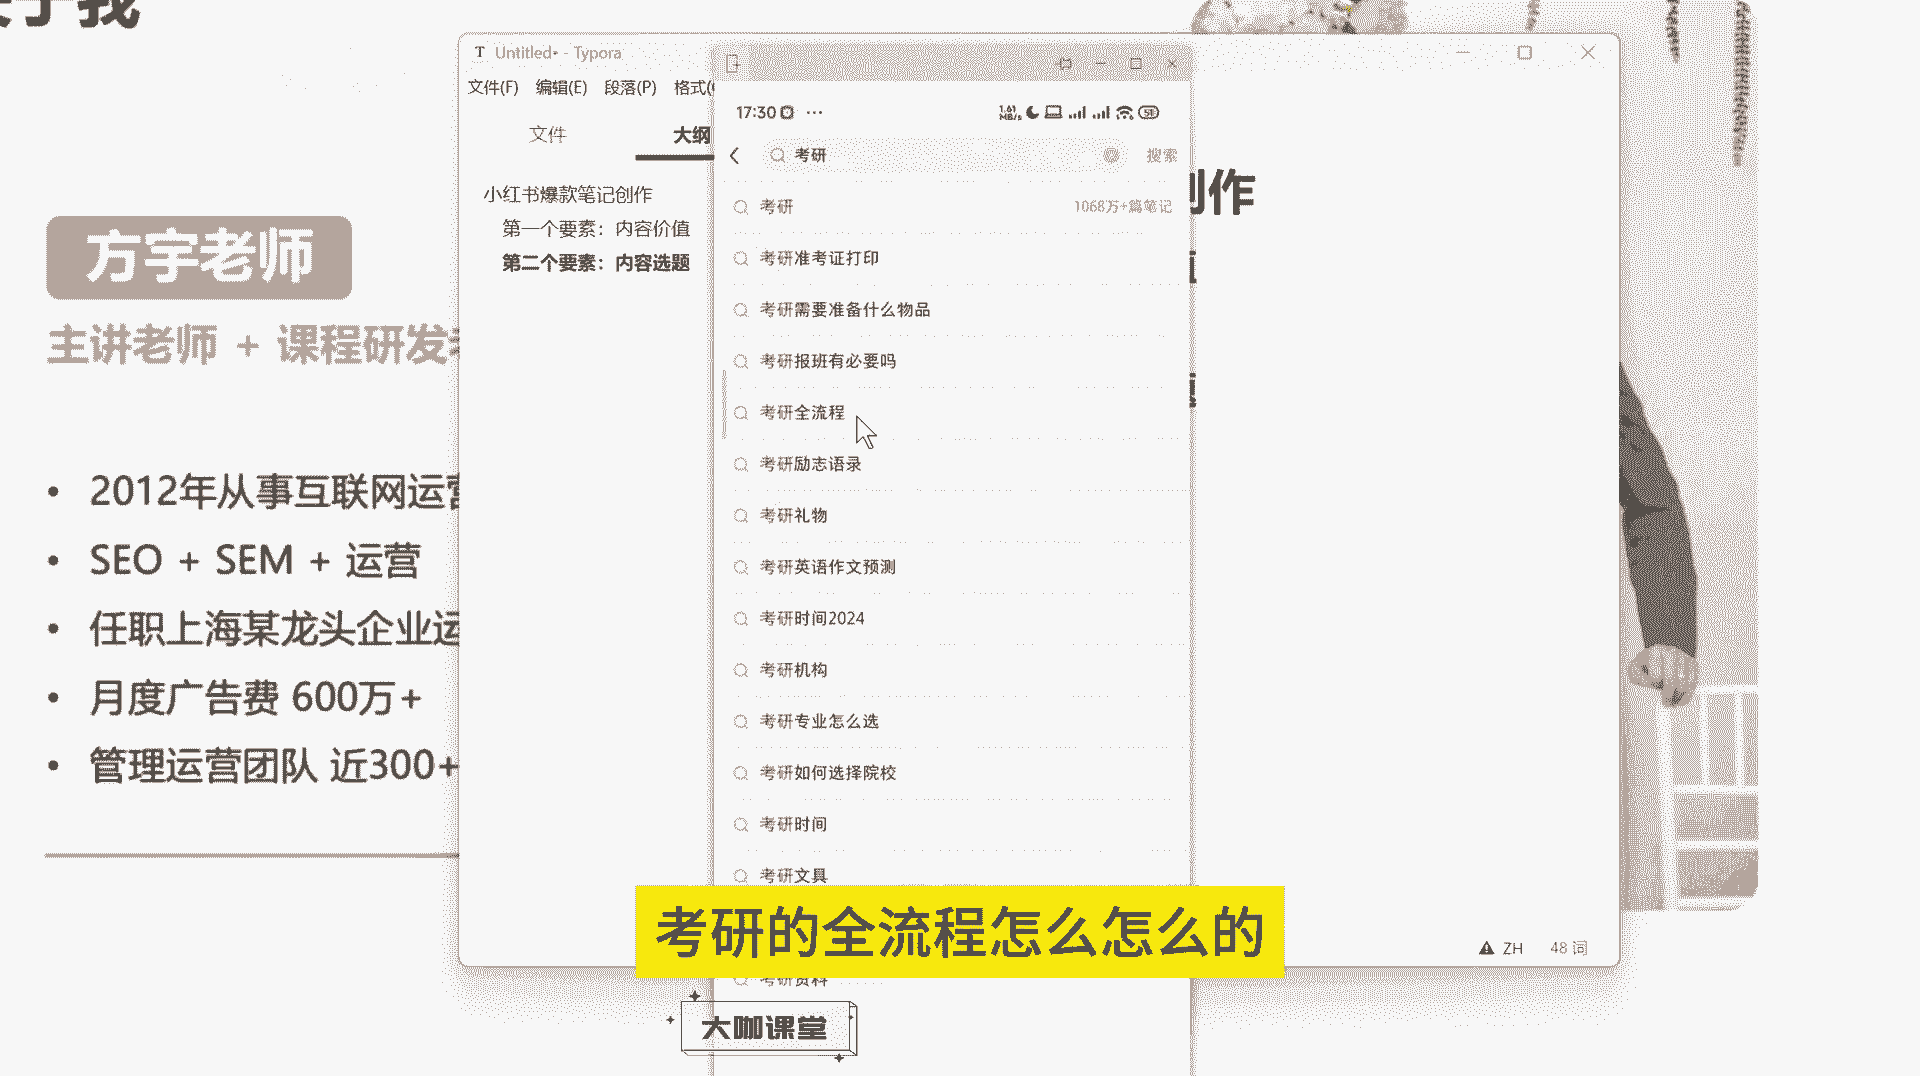 于我
方宇老师
主讲老师 + 课程研发
2012年从事互联网运营
SEO + SEM + 运营
任职上海某龙头企业运
月度广告费 600万+
管理运营团队 近300+
Untitled• - Typora
文件(F) 编辑(E) 段落(P) 格式(
文件 大纲
小红书爆款笔记创作
第一个要素：内容价值
第二个要素：内容选题
创作
17:30
1.61 MB/s
考研 搜索
考研 1068万+篇笔记
考研准考证打印
考研需要准备什么物品
考研报班有必要吗
考研全流程
考研励志语录
考研礼物
考研英语作文预测
考研时间2024
考研机构
考研专业怎么选
考研如何选择院校
考研时间
考研文具
考研资料
考研的全流程怎么怎么的
ZH 48 词
大咖课堂